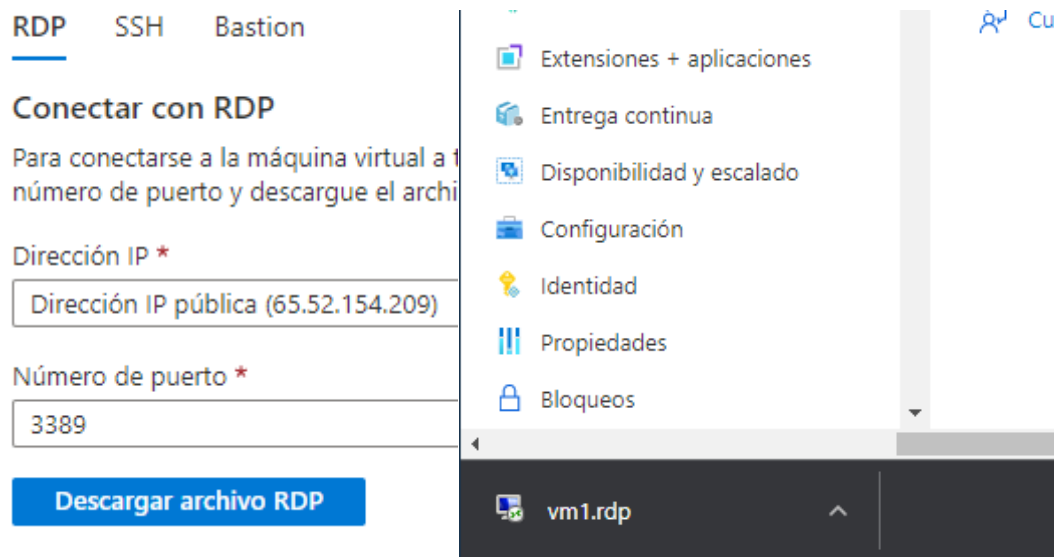 RDP SSH Bastion
Conectar con RDP
Para conectarse a la máquina virtual a
número de puerto y descargue el archi
Dirección IP *
Dirección IP pública (65.52.154.209)
Número de puerto *
3389
Descargar archivo RDP
Cu
Extensiones + aplicaciones
Entrega continua
Disponibilidad y escalado
Configuración
Identidad
Propiedades
Bloqueos
vm1.rdp